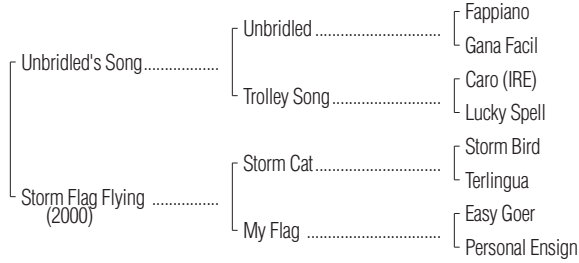 Fappiano
Unbridled ......................
Gana Facil
Unbridled's Song..................
Caro (IRE)
Trolley Song..........................
Lucky Spell
Storm Bird
Storm Cat..............................
Terlingua
Storm Flag Flying ................
(2000)
Easy Goer
My Flag ................................
Personal Ensign